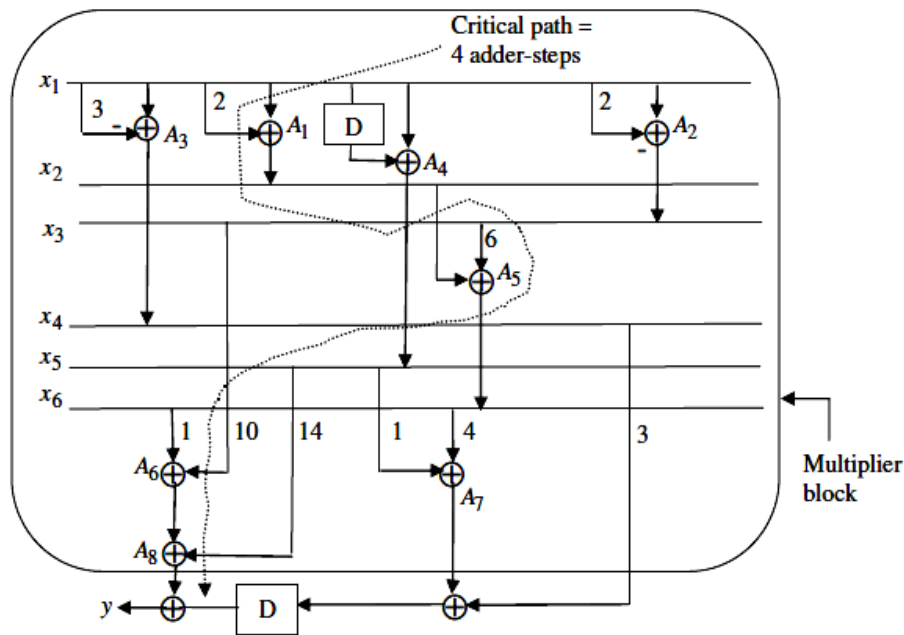 Critical path =
4 adder-steps
x1
3
2
2
-
A3
A1
D
A4
A2
-
x2
x3
6
A5
x4
x5
x6
1
10
14
1
4
3
A6
A7
Multiplier
block
A8
y
D